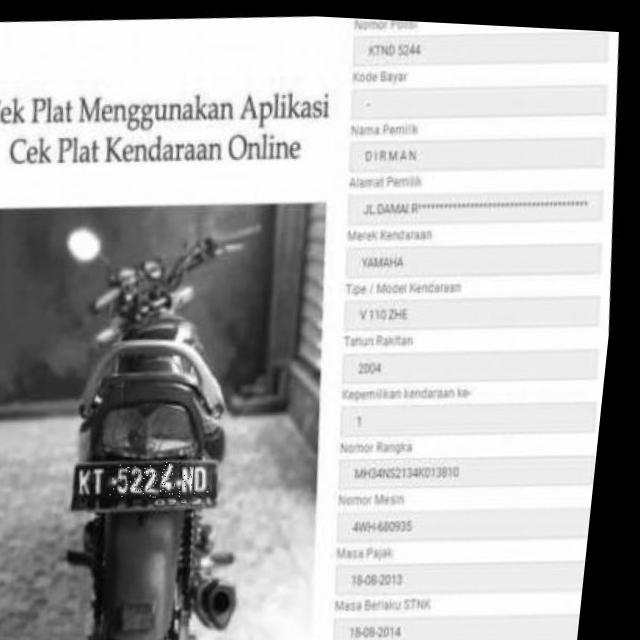 ek Plat Menggunakan Aplikasi
Cek Plat Kendaraan Online
KT 5224 ND
Nomor Polisi
KTND 5244
Kode Bayar
-
Nama Pemilik
DIRMAN
Alamat Pemilik
JL.DAMAI R****************************************
Merek Kendaraan
YAMAHA
Tipe / Model Kendaraan
V 110 ZHE
Tahun Rakitan
2004
Kepemilikan kendaraan ke-
1
Nomor Rangka
MH34NS2134K013810
Nomor Mesin
4WH-680935
Masa Pajak
18-08-2013
Masa Berlaku STNK
18-08-2014